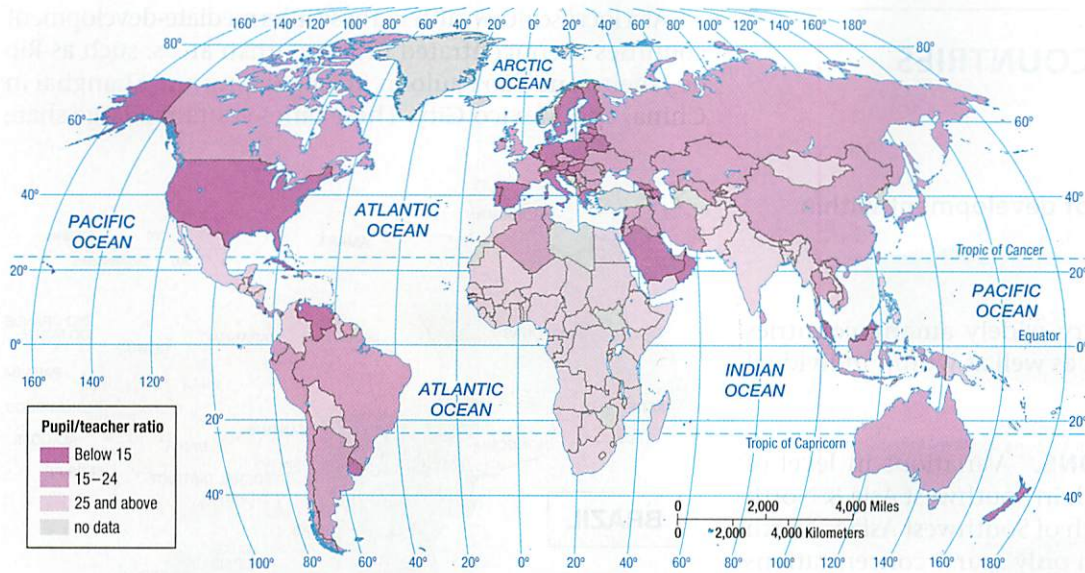 160° 140° 120° 100° 80° 60° 40° 20° 0° 20° 40° 60° 80° 100° 120° 140° 160° 180°
80°
80°
ARCTIC
OCEAN
60°
60°
40°
40°
PACIFIC
OCEAN
ATLANTIC
OCEAN
Tropic of Cancer
20°
20°
PACIFIC
OCEAN
Equator
0°
0°
160° 140° 120°
ATLANTIC
OCEAN
INDIAN
OCEAN
20°
20°
Tropic of Capricorn
40°
40°
Pupil/teacher ratio
Below 15
15–24
25 and above
no data
0 2,000 4,000 Miles
0 2,000 4,000 Kilometers
100° 80° 60° 40° 20° 0° 20° 40° 60° 80° 100° 120° 140° 160° 180°